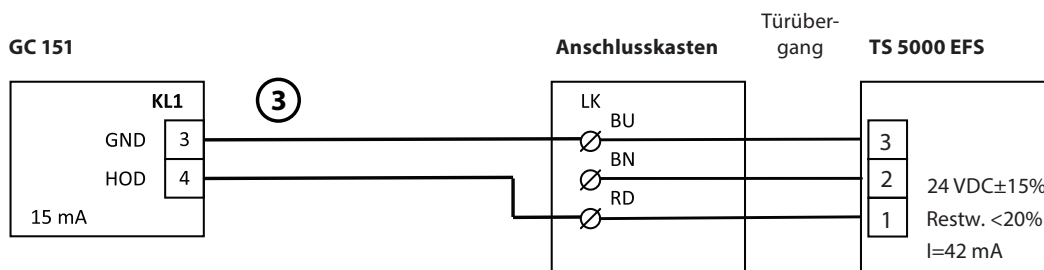 GC 151
Anschlusskasten
Türüber-
gang
TS 5000 EFS
KL1
3
LK
GND
3
BU
3
HOD
4
BN
2
24 VDC±15%
RD
1
15 mA
Restw. <20%
I=42 mA